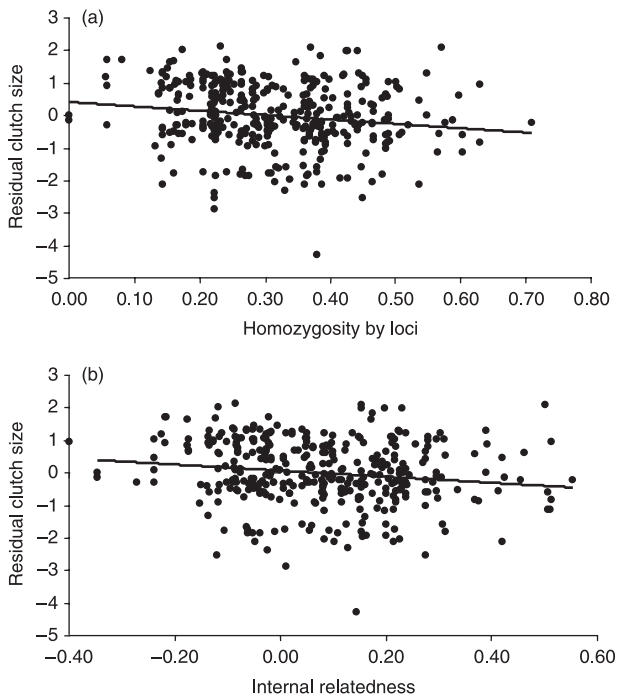 (a)
3
2
1
0
−1
−2
−3
−4
−5
Residual clutch size
0.00 0.10 0.20 0.30 0.40 0.50 0.60 0.70 0.80
Homozygosity by loci
(b)
3
2
1
0
−1
−2
−3
−4
−5
Residual clutch size
−0.40 −0.20 0.00 0.20 0.40 0.60
Internal relatedness